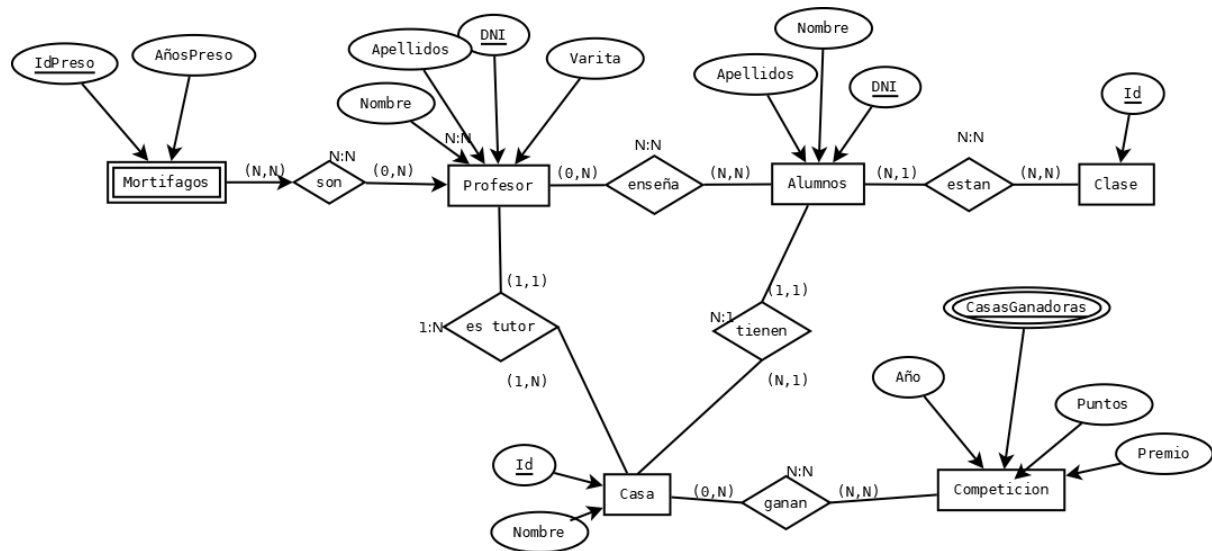 Nombre
DNI
AñosPreso
IdPreso
Apellidos
Varita
Apellidos
DNI
Id
Nombre
N:N
N:N
N:N
N:N
Mortifagos
(N,N)
son
(0,N)
Profesor
(0,N)
enseña
(N,N)
Alumnos
(N,1)
estan
(N,N)
Clase
(1,1)
(1,1)
CasasGanadoras
1:N
es tutor
N:1
tienen
(1,N)
(N,1)
Año
Puntos
Premio
Id
N:N
Casa
(0,N)
ganan
(N,N)
Competicion
Nombre